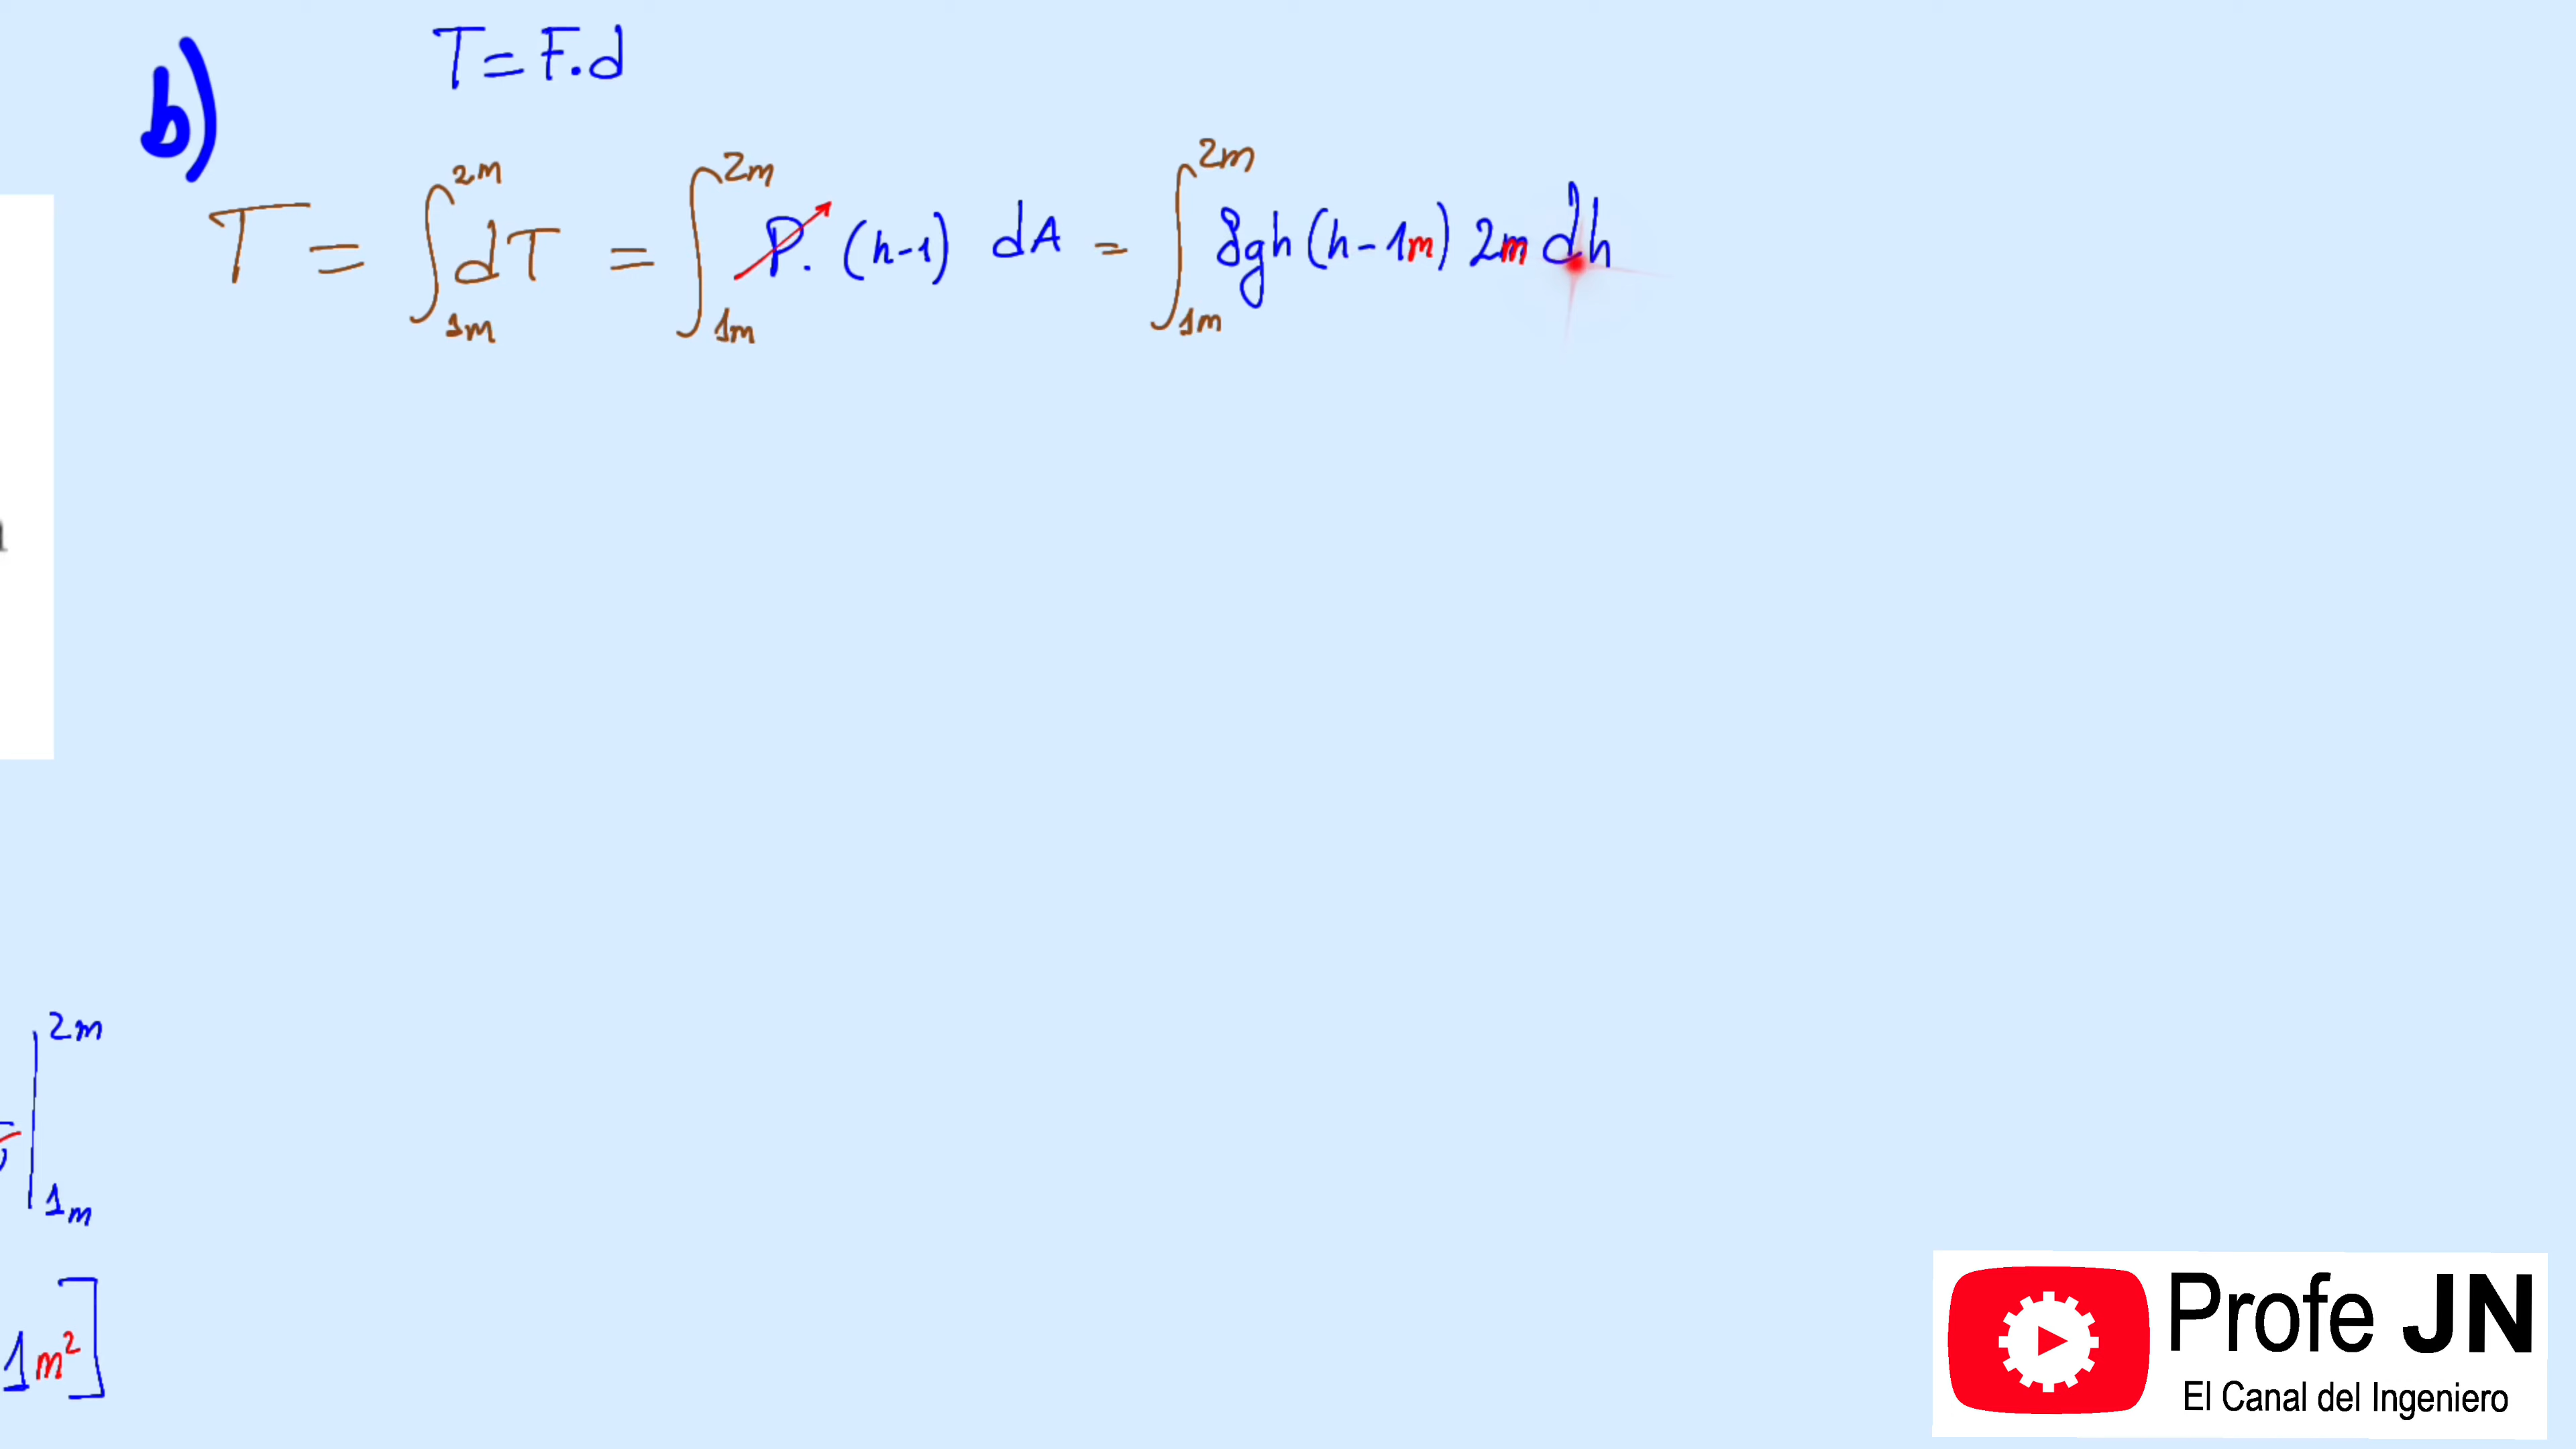 b)
T = F.d
T = ∫_{1m}^{2m} dT = ∫_{1m}^{2m} P. (h-1) dA = ∫_{1m}^{2m} δgh(h-1m) 2m dh
2m
1m
1m²]
Profe JN
El Canal del Ingeniero